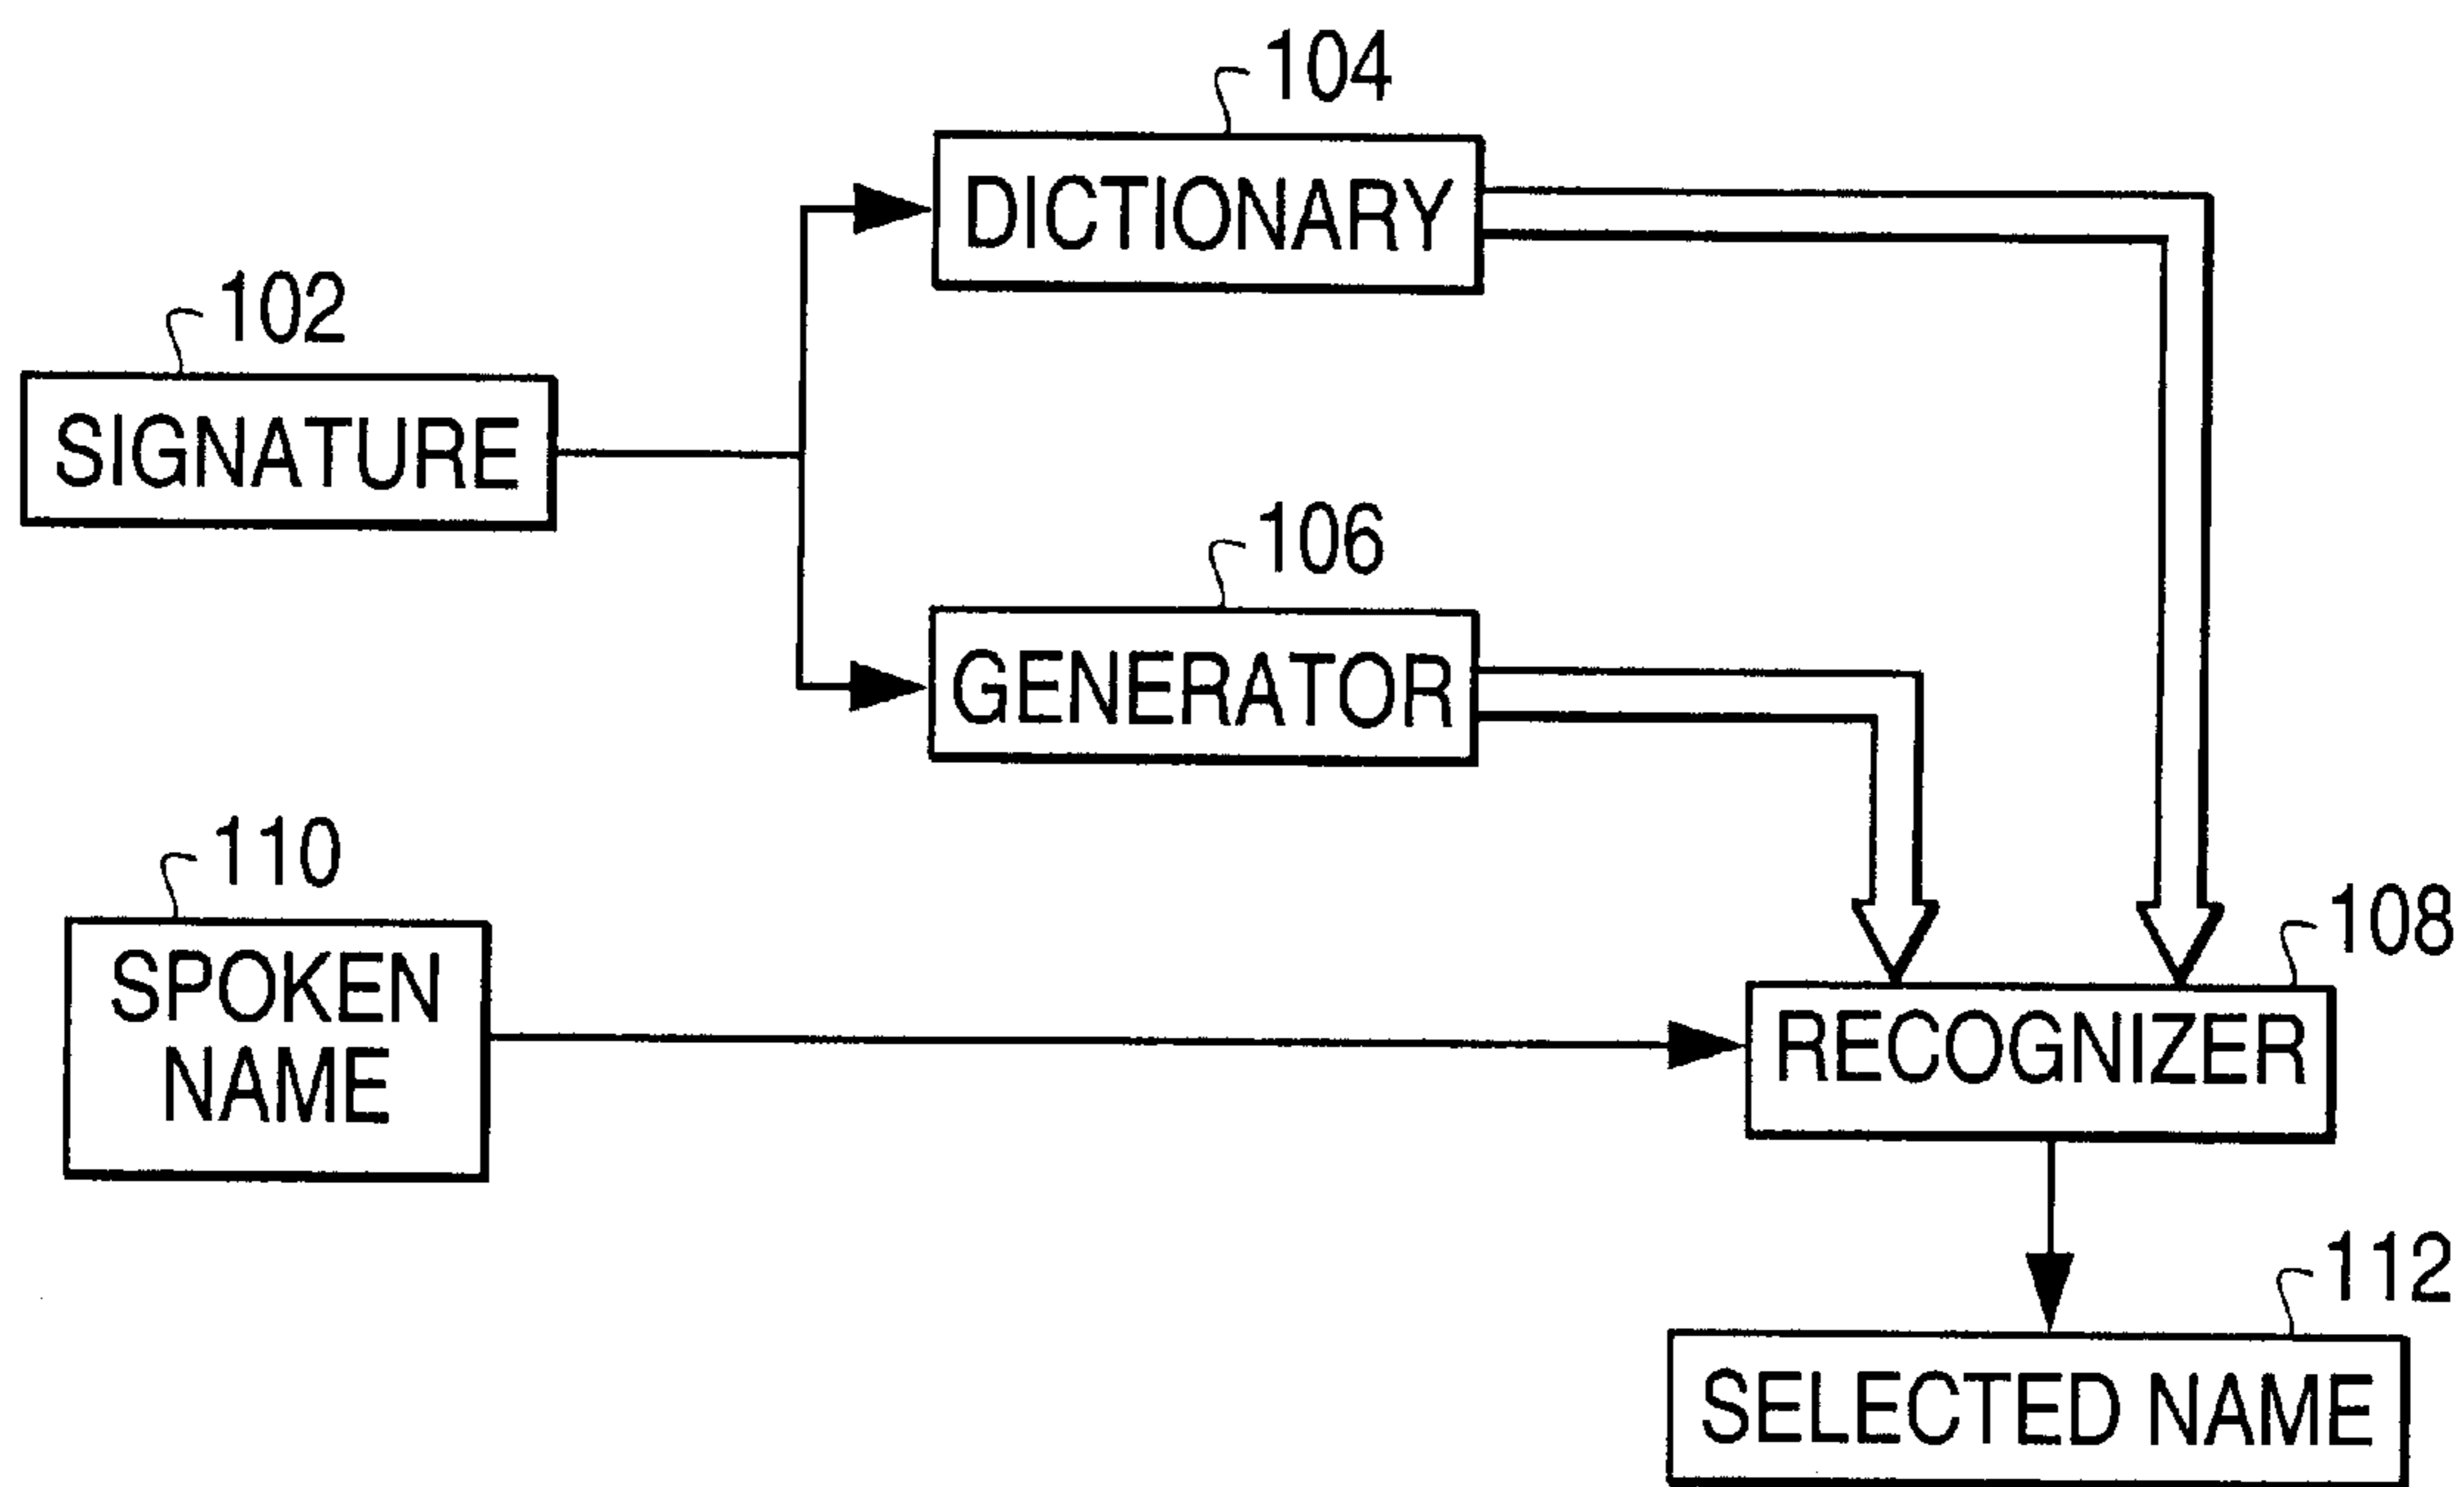 104
DICTIONARY
102
SIGNATURE
106
GENERATOR
110
SPOKEN
NAME
108
RECOGNIZER
112
SELECTED NAME